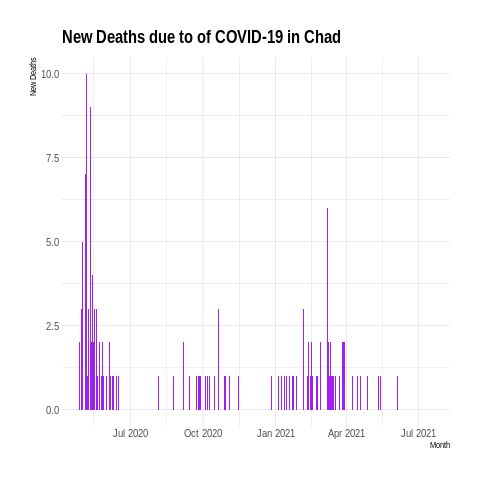 New Deaths due to of COVID-19 in Chad
New Deaths
10.0
7.5
5.0
2.5
0.0
Jul 2020 Oct 2020 Jan 2021 Apr 2021 Jul 2021
Month